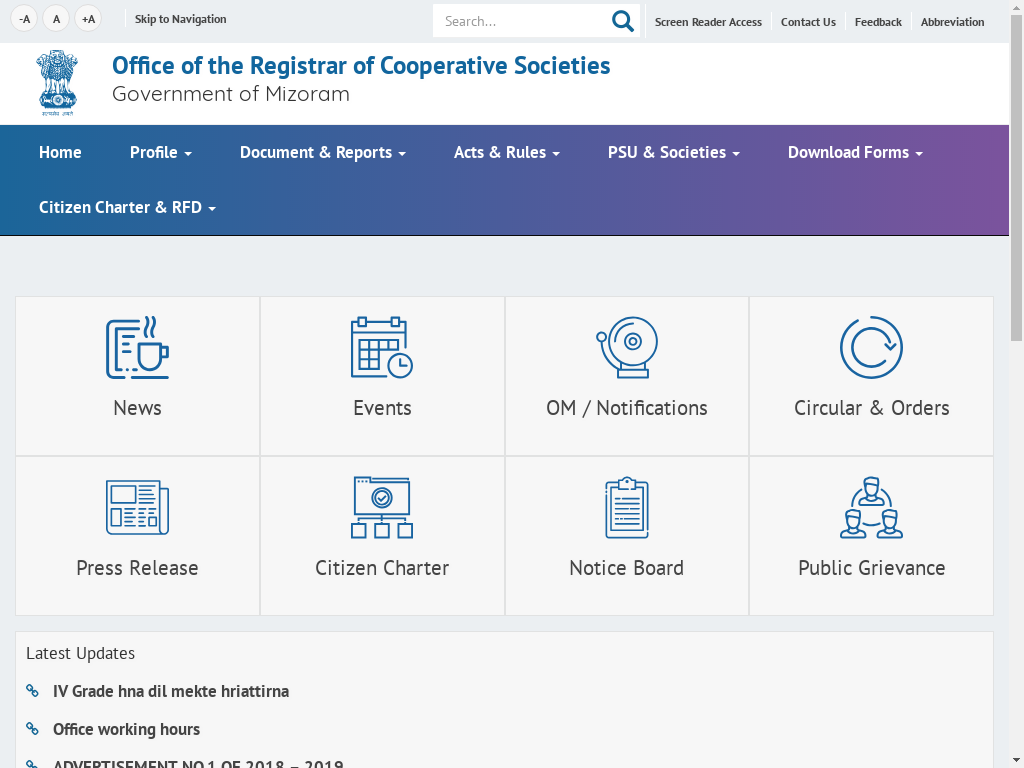 -A A +A Skip to Navigation Search... Screen Reader Access Contact Us Feedback Abbreviation
Office of the Registrar of Cooperative Societies
Government of Mizoram
Home Profile Document & Reports Acts & Rules PSU & Societies Download Forms
Citizen Charter & RFD
News Events OM / Notifications Circular & Orders
Press Release Citizen Charter Notice Board Public Grievance
Latest Updates
IV Grade hna dil mekte hriattirna
Office working hours
ADVERTISEMENT NO.1 OF 2018 – 2019